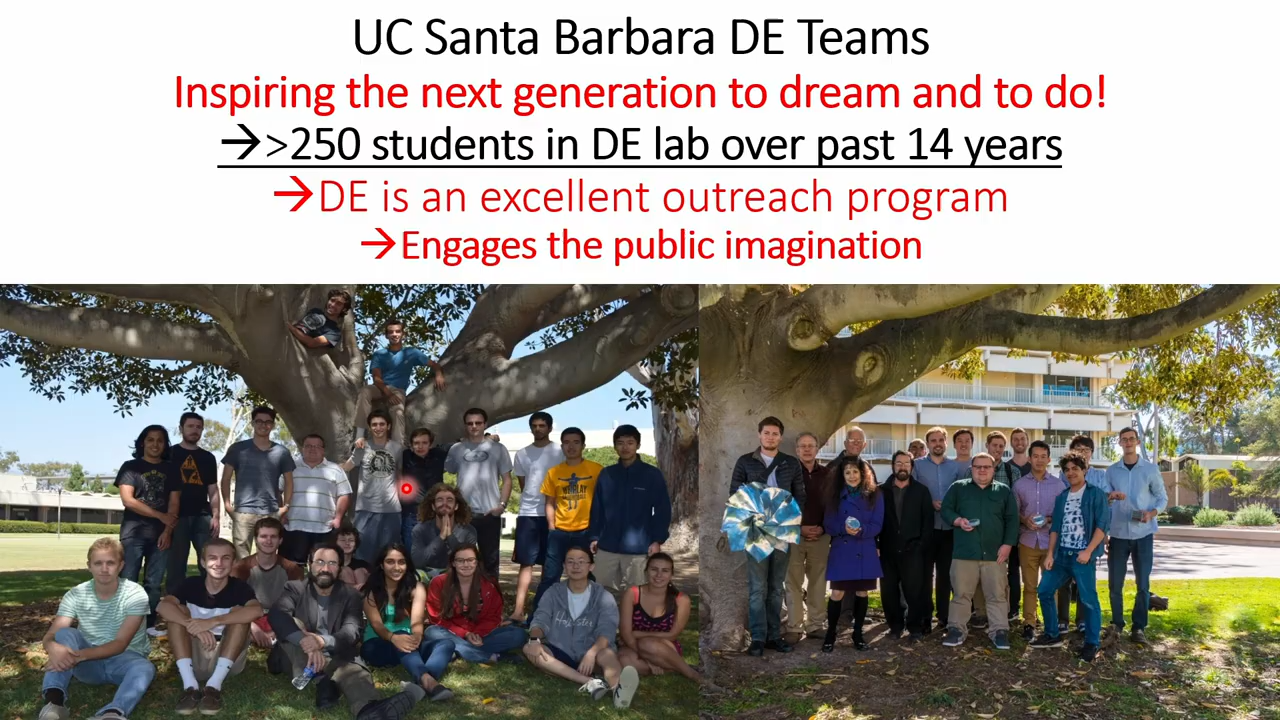 UC Santa Barbara DE Teams
Inspiring the next generation to dream and to do!
→>250 students in DE lab over past 14 years
→DE is an excellent outreach program
→Engages the public imagination